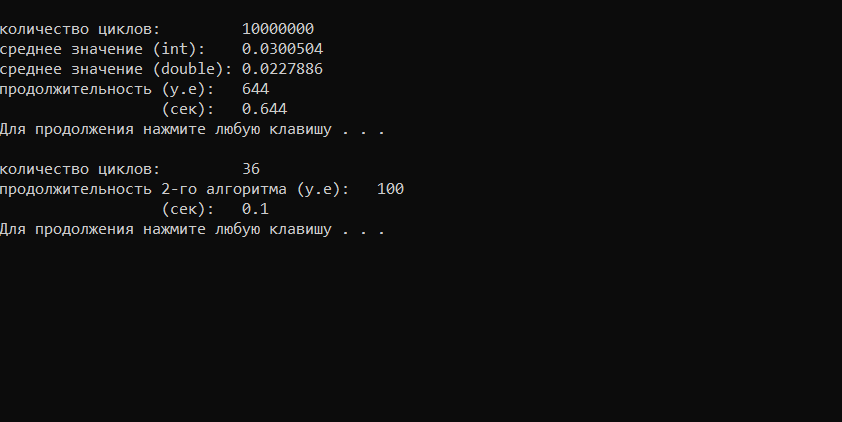 количество циклов: 10000000
среднее значение (int): 0.0300504
среднее значение (double): 0.0227886
продолжительность (у.е): 644
(сек): 0.644
Для продолжения нажмите любую клавишу . . .
количество циклов: 36
продолжительность 2-го алгоритма (у.е): 100
(сек): 0.1
Для продолжения нажмите любую клавишу . . .